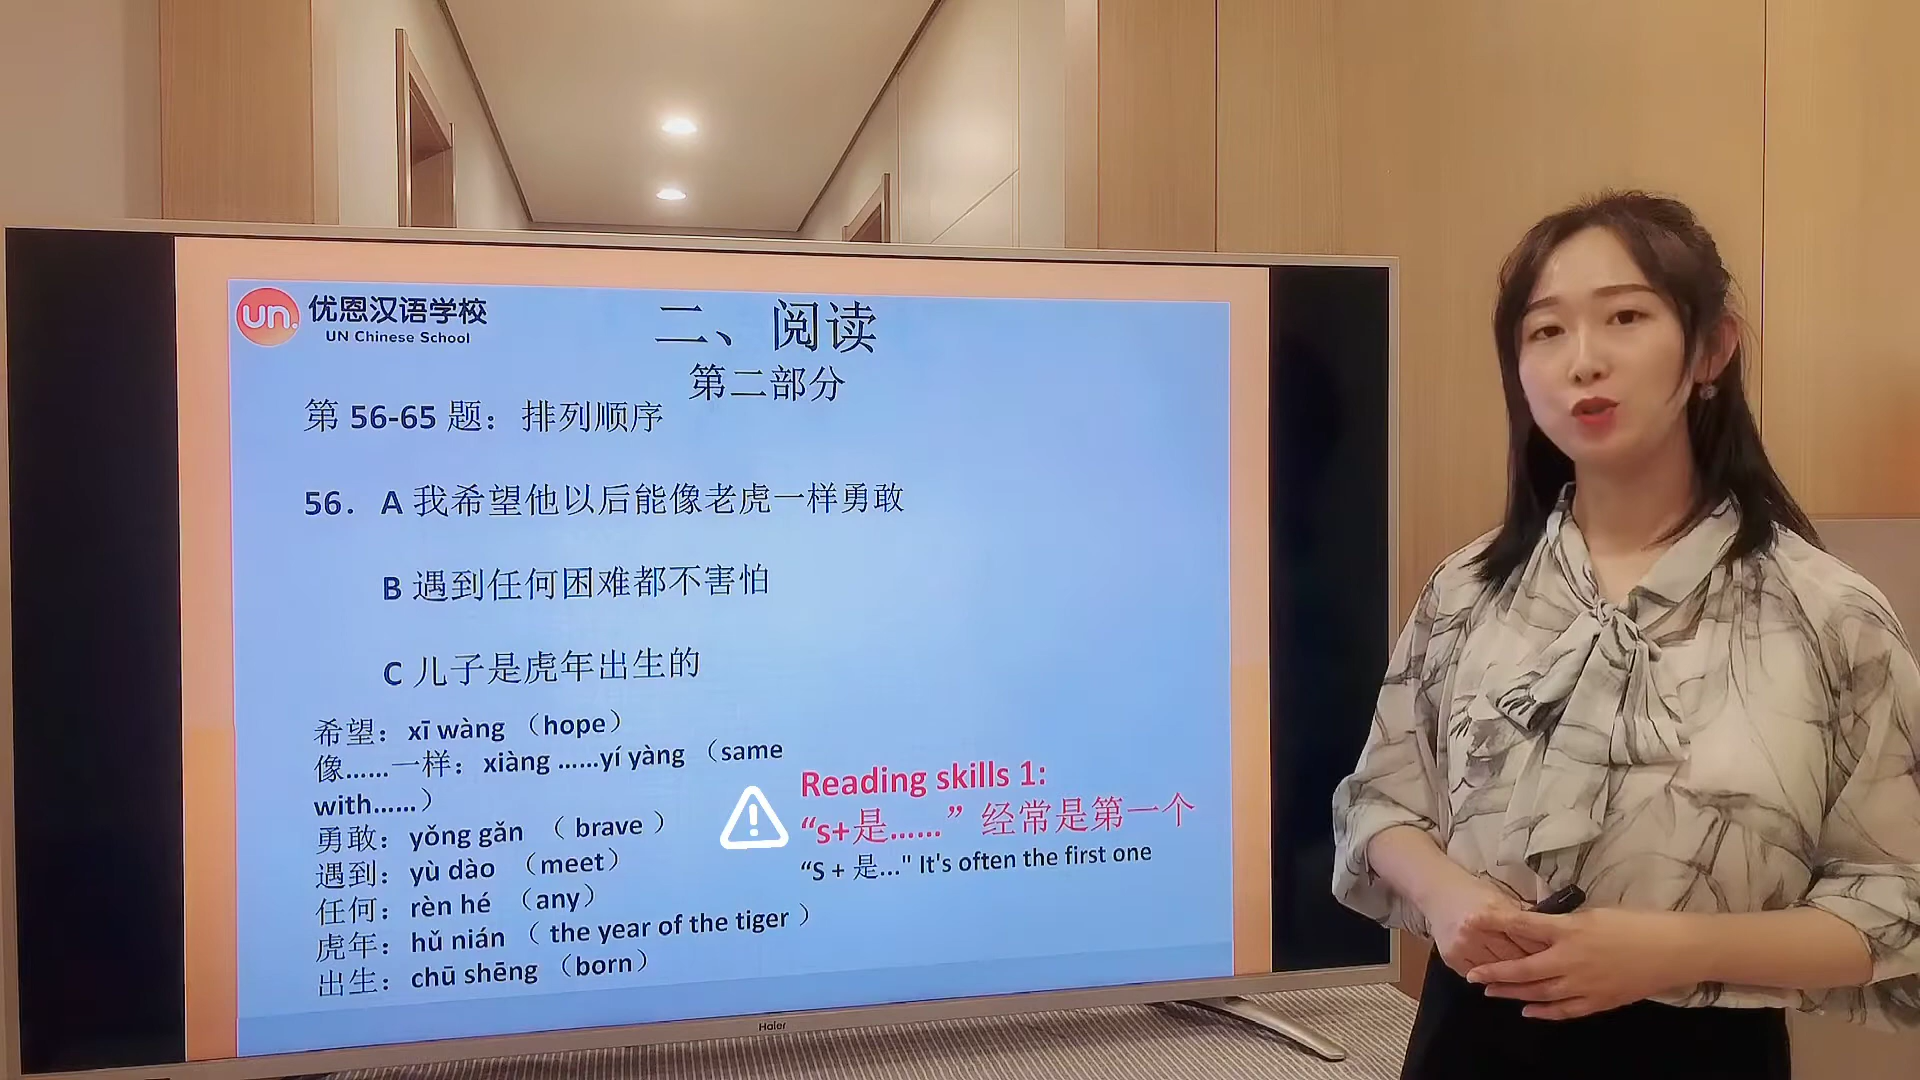 un.
优恩汉语学校
UN Chinese School
二、阅读
第二部分
第 56-65 题：排列顺序
56. A 我希望他以后能像老虎一样勇敢
B 遇到任何困难都不害怕
C 儿子是虎年出生的
希望：xī wàng （hope）
像……一样：xiàng ……yí yàng （same
with……）
勇敢：yǒng gǎn （ brave ）
遇到：yù dào （meet）
任何：rèn hé （any）
虎年：hǔ nián （ the year of the tiger ）
出生：chū shēng （born）
Reading skills 1:
“s+是……” 经常是第一个
“S + 是..." It's often the first one
Haier